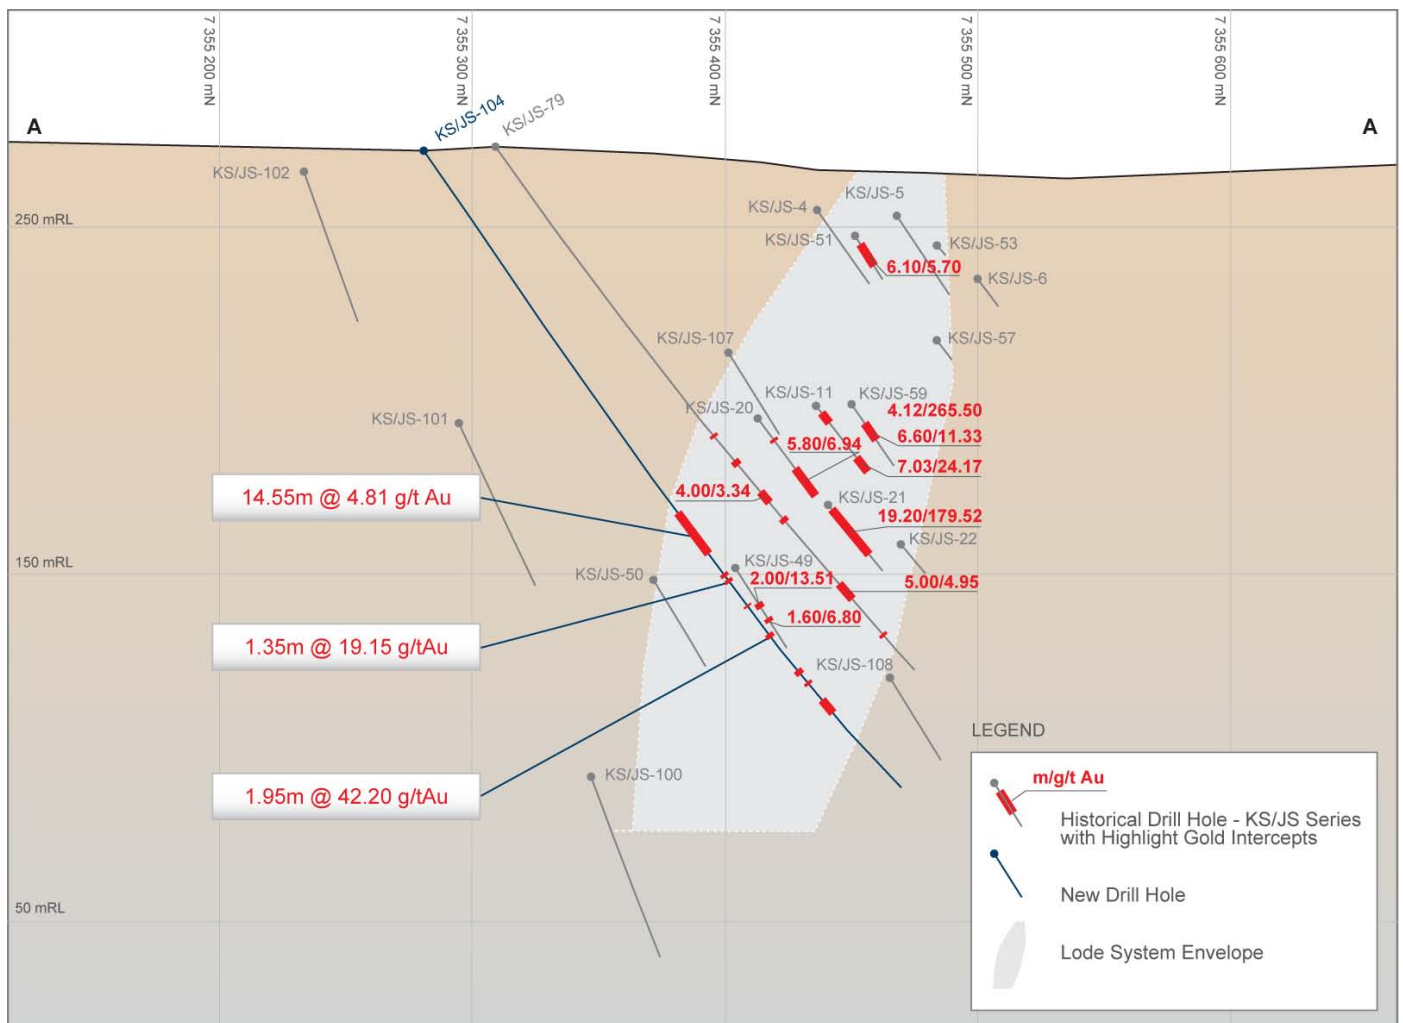 7 355 200 mN
7 355 300 mN
7 355 400 mN
7 355 500 mN
7 355 600 mN
A
A
KS/JS-104
KS/JS-79
KS/JS-102
KS/JS-5
KS/JS-4
250 mRL
KS/JS-51
KS/JS-53
6.10/5.70
KS/JS-6
KS/JS-107
KS/JS-57
KS/JS-11
KS/JS-59
KS/JS-20
4.12/265.50
KS/JS-101
5.80/6.94
6.60/11.33
7.03/24.17
4.00/3.34
14.55m @ 4.81 g/t Au
KS/JS-21
19.20/179.52
KS/JS-22
150 mRL
KS/JS-49
KS/JS-50
2.00/13.51
5.00/4.95
1.60/6.80
1.35m @ 19.15 g/tAu
KS/JS-108
KS/JS-100
1.95m @ 42.20 g/tAu
50 mRL
LEGEND
m/g/t Au
Historical Drill Hole - KS/JS Series
with Highlight Gold Intercepts
New Drill Hole
Lode System Envelope